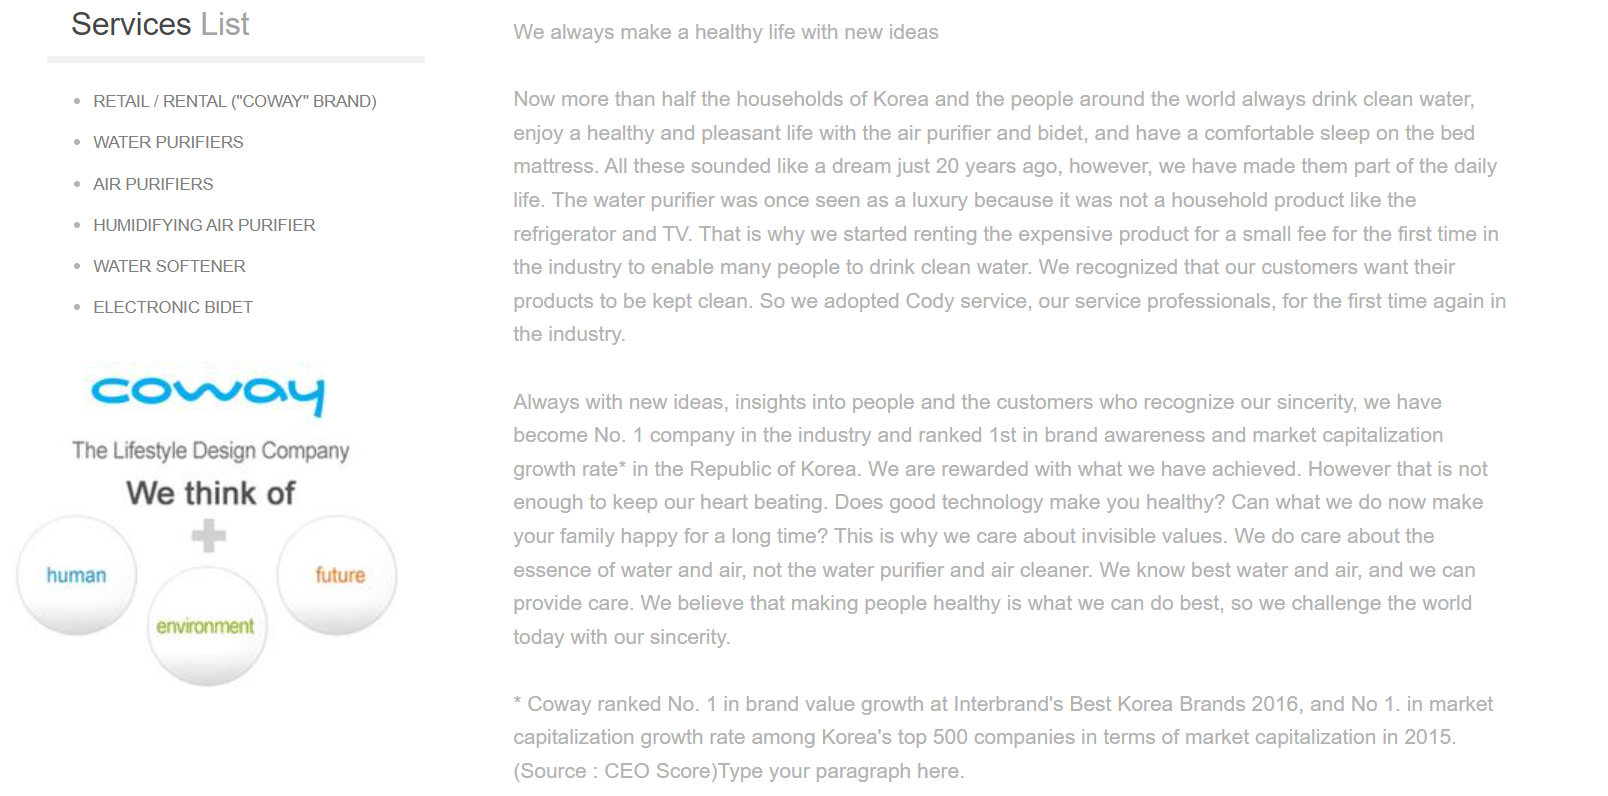 Services List
RETAIL / RENTAL ("COWAY" BRAND)
WATER PURIFIERS
AIR PURIFIERS
HUMIDIFYING AIR PURIFIER
WATER SOFTENER
ELECTRONIC BIDET
coway
The Lifestyle Design Company
We think of
human
environment
future
We always make a healthy life with new ideas
Now more than half the households of Korea and the people around the world always drink clean water,
enjoy a healthy and pleasant life with the air purifier and bidet, and have a comfortable sleep on the bed
mattress. All these sounded like a dream just 20 years ago, however, we have made them part of the daily
life. The water purifier was once seen as a luxury because it was not a household product like the
refrigerator and TV. That is why we started renting the expensive product for a small fee for the first time in
the industry to enable many people to drink clean water. We recognized that our customers want their
products to be kept clean. So we adopted Cody service, our service professionals, for the first time again in
the industry.
Always with new ideas, insights into people and the customers who recognize our sincerity, we have
become No. 1 company in the industry and ranked 1st in brand awareness and market capitalization
growth rate* in the Republic of Korea. We are rewarded with what we have achieved. However that is not
enough to keep our heart beating. Does good technology make you healthy? Can what we do now make
your family happy for a long time? This is why we care about invisible values. We do care about the
essence of water and air, not the water purifier and air cleaner. We know best water and air, and we can
provide care. We believe that making people healthy is what we can do best, so we challenge the world
today with our sincerity.
* Coway ranked No. 1 in brand value growth at Interbrand's Best Korea Brands 2016, and No 1. in market
capitalization growth rate among Korea's top 500 companies in terms of market capitalization in 2015.
(Source : CEO Score)Type your paragraph here.